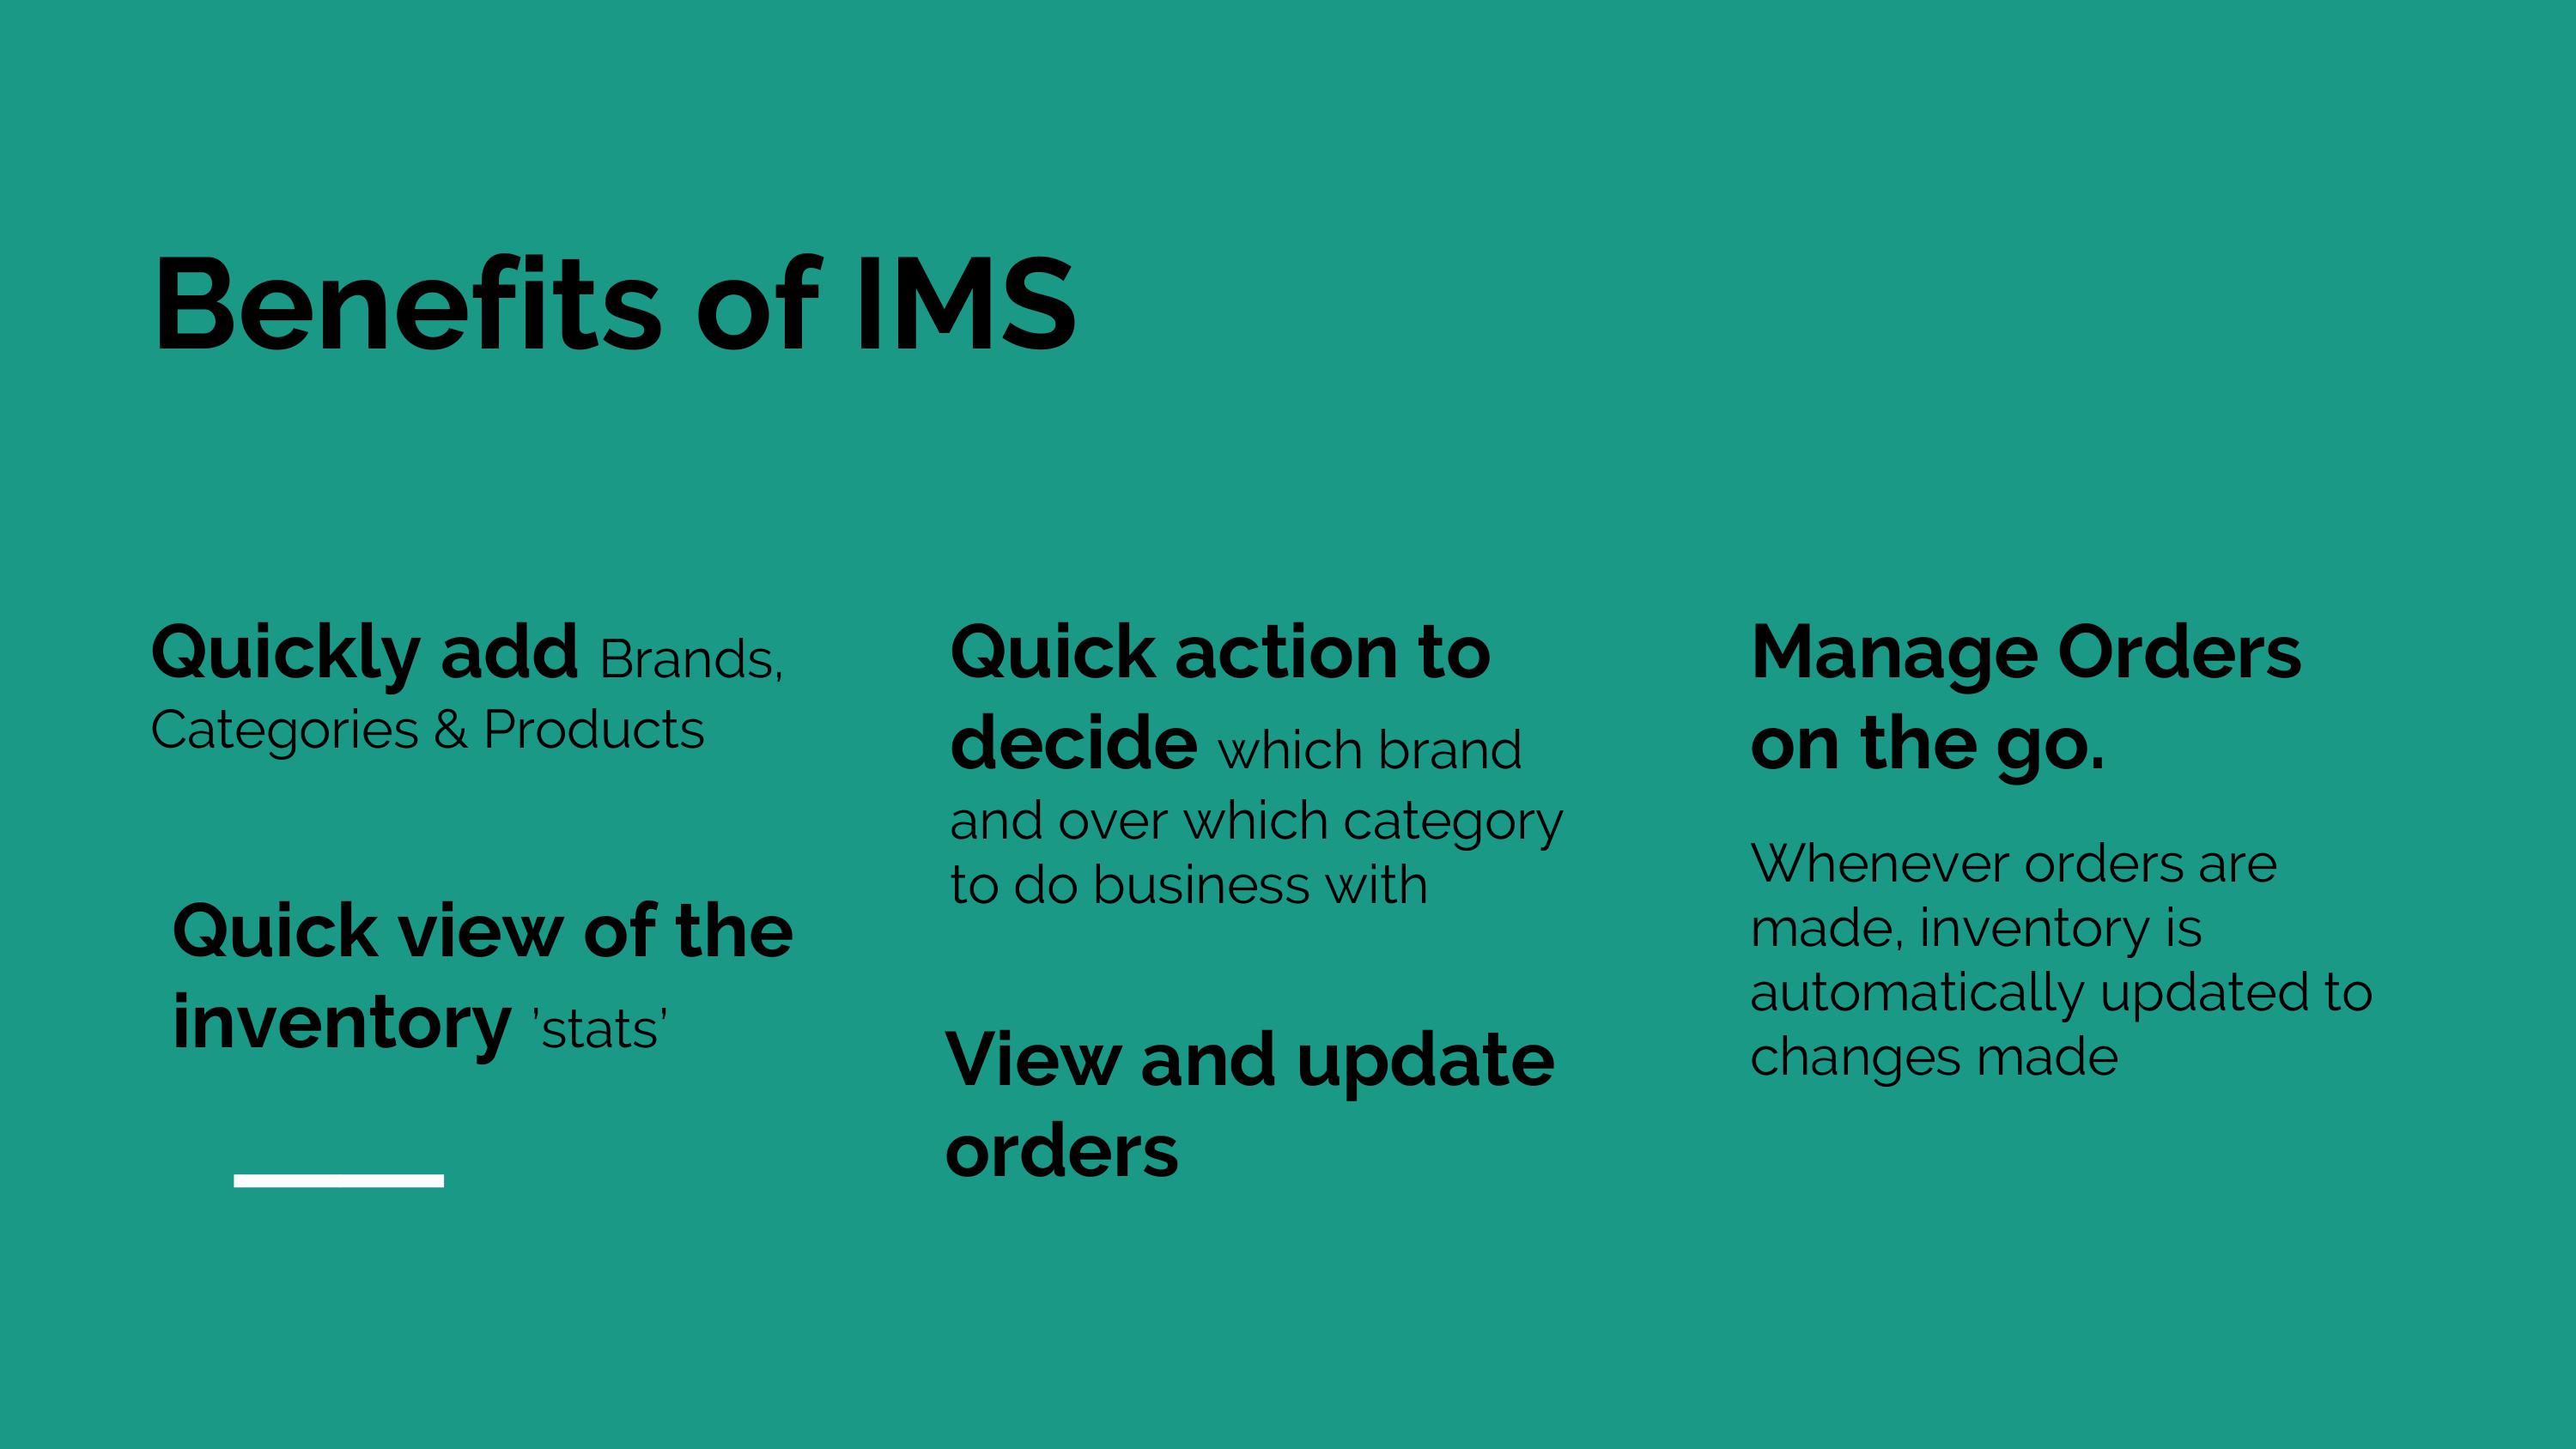 Benefits of IMS
Quickly add Brands,
Categories & Products
Quick view of the
inventory ’stats’
Quick action to
decide which brand
and over which category
to do business with
View and update
orders
Manage Orders
on the go.
Whenever orders are
made, inventory is
automatically updated to
changes made